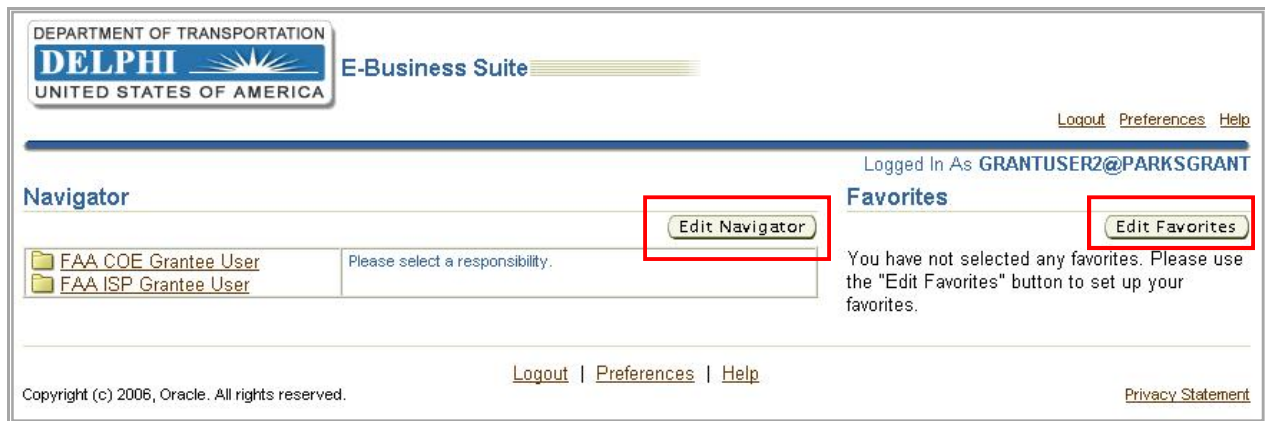 DEPARTMENT OF TRANSPORTATION
DELPHI
UNITED STATES OF AMERICA
E-Business Suite
Logout Preferences Help
Logged In As GRANTUSER2@PARKSGRANT
Navigator
Edit Navigator
FAA COE Grantee User
FAA ISP Grantee User
Please select a responsibility.
Favorites
Edit Favorites
You have not selected any favorites. Please use
the "Edit Favorites" button to set up your
favorites.
Logout | Preferences | Help
Copyright (c) 2006, Oracle. All rights reserved.
Privacy Statement